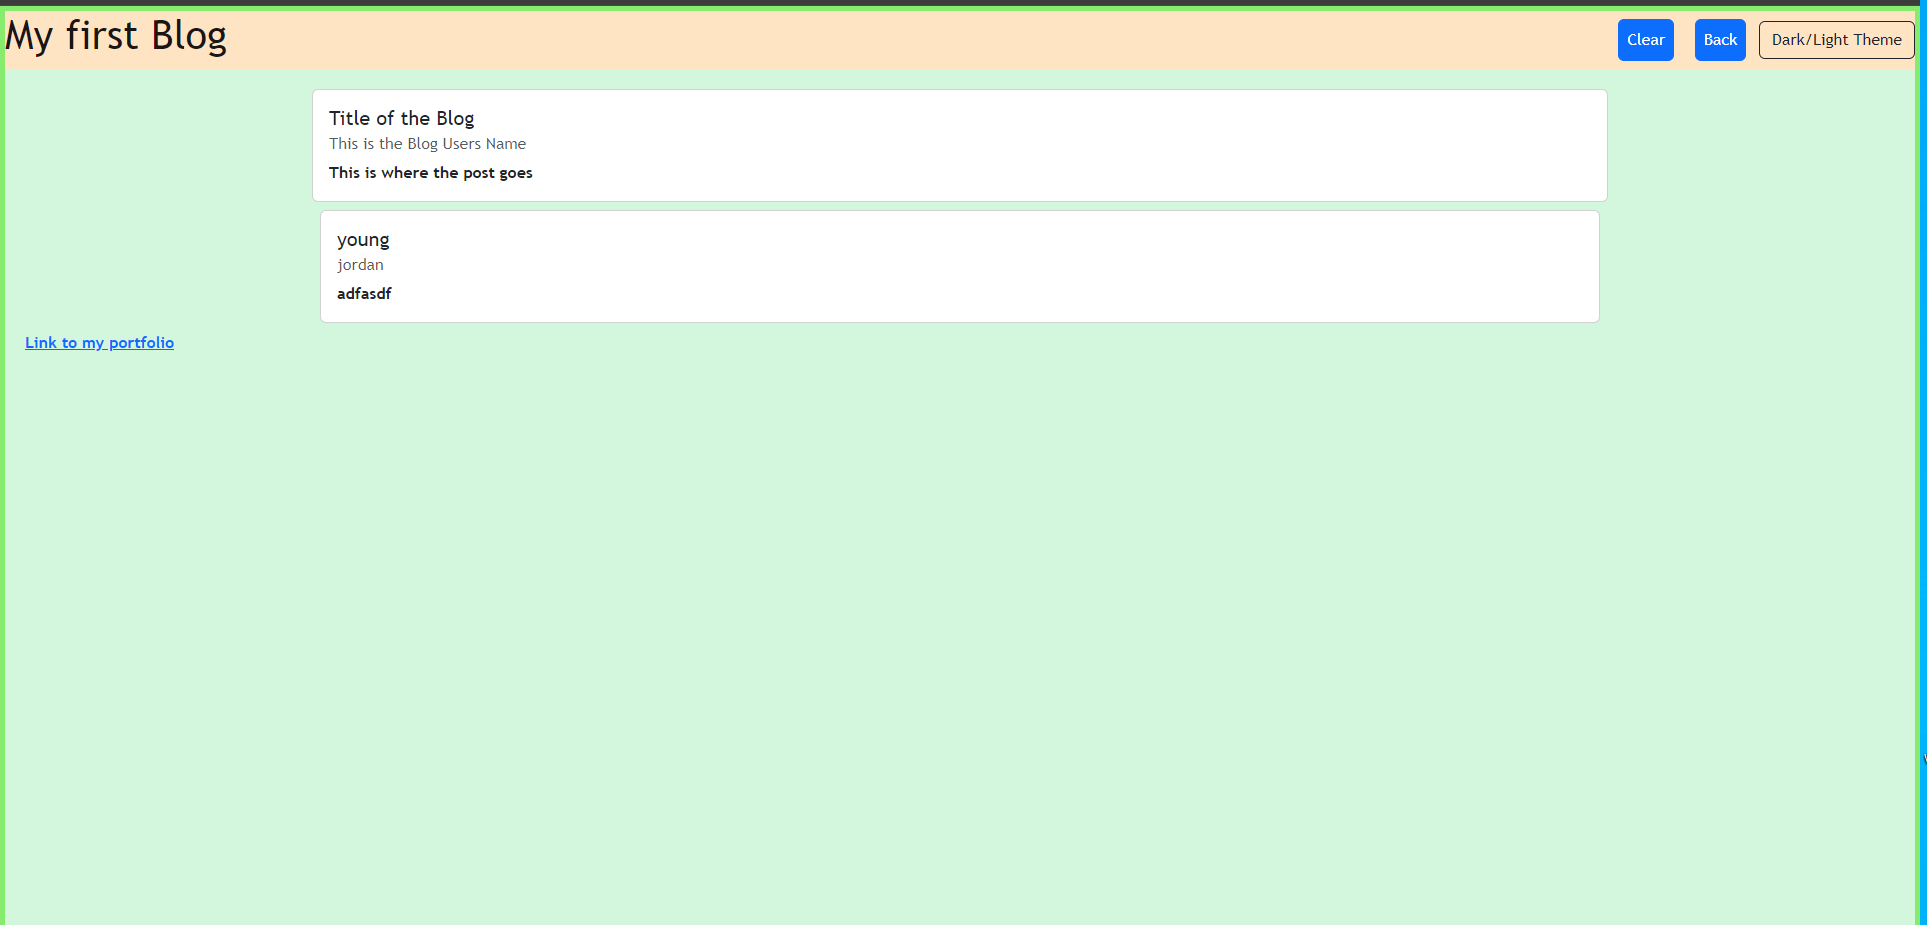 My first Blog
Clear
Back
Dark/Light Theme
Title of the Blog
This is the Blog Users Name
This is where the post goes
young
jordan
adfasdf
Link to my portfolio